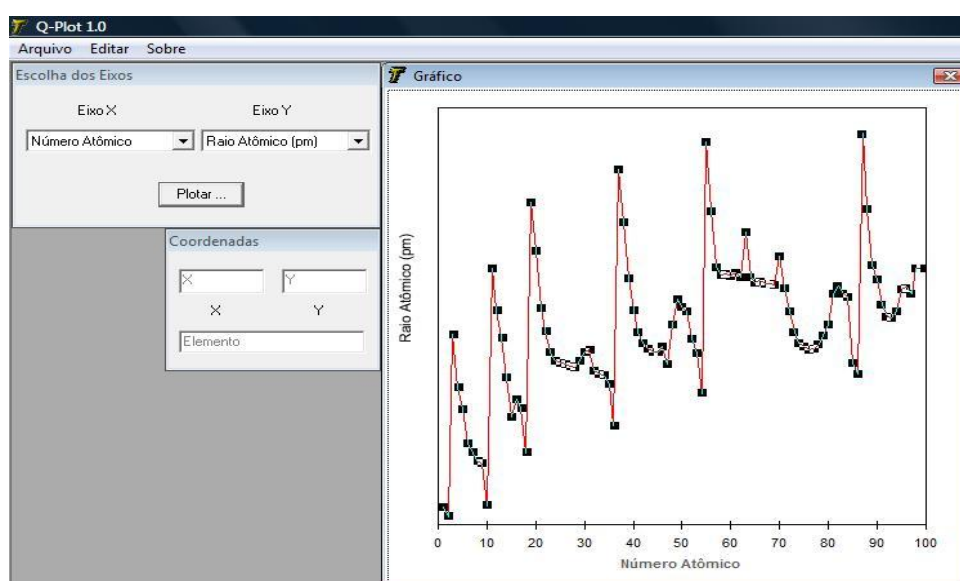 Q-Plot 1.0
Arquivo Editar Sobre
Escolha dos Eixos
Eixo X Eixo Y
Número Atômico Raio Atômico (pm)
Plotar ...
Coordenadas
X Y
X Y
Elemento
Gráfico
Raio Atômico (pm)
0 10 20 30 40 50 60 70 80 90 100
Número Atômico